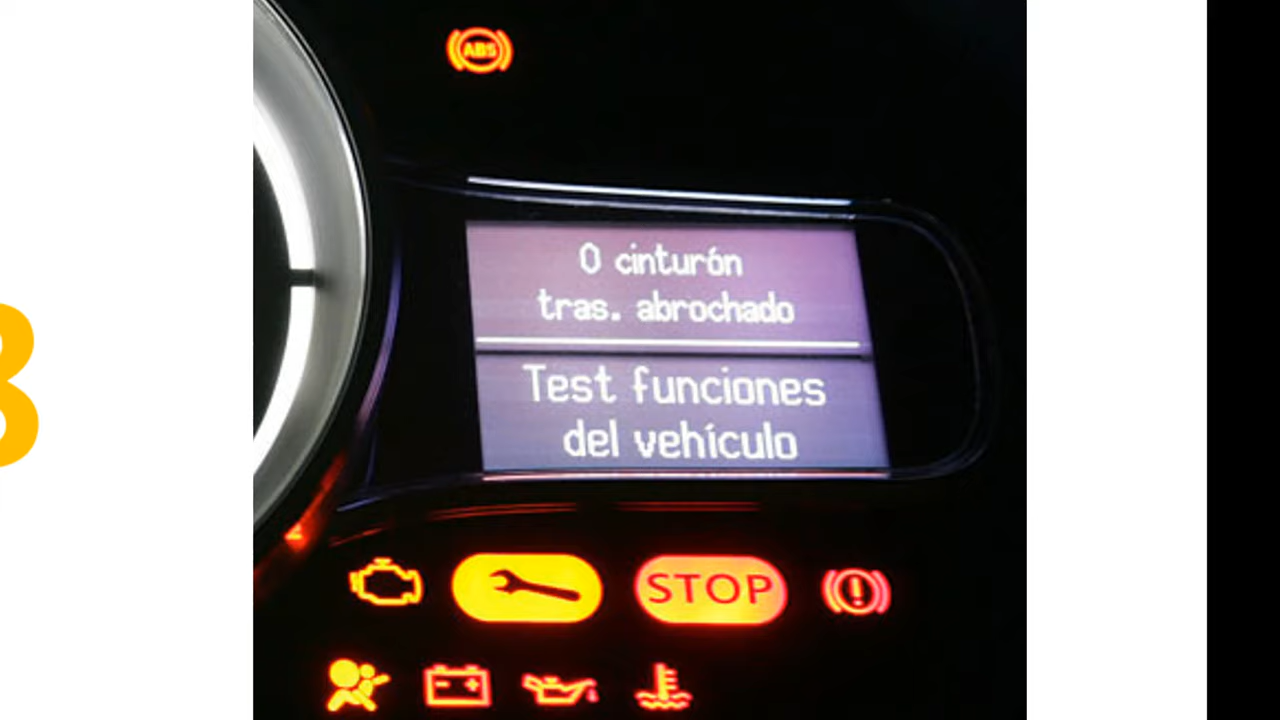 ABS
0 cinturón
tras. abrochado
Test funciones
del vehículo
STOP